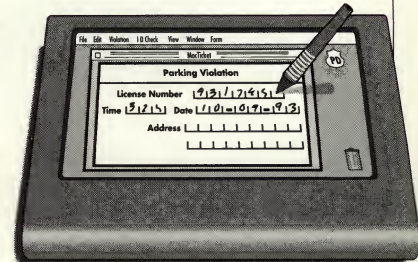 File Edit Violation I.D Check View Window Form
MacTicket
PD
Parking Violation
License Number 9317245
Time 325 Date 10-09-93
Address